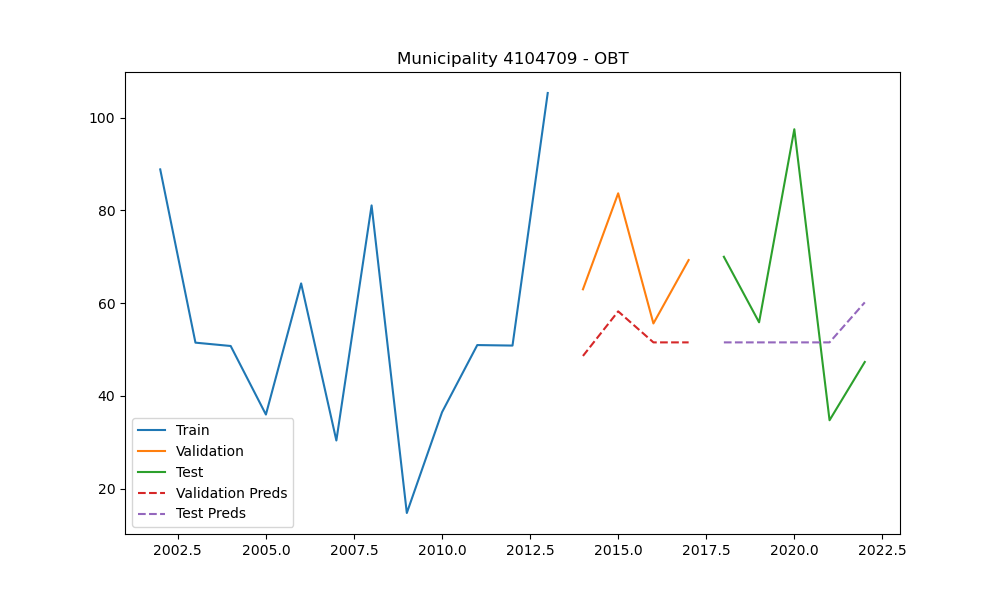 Municipality 4104709 - OBT
100
80
60
40
20
Train
Validation
Test
Validation Preds
Test Preds
2002.5 2005.0 2007.5 2010.0 2012.5 2015.0 2017.5 2020.0 2022.5